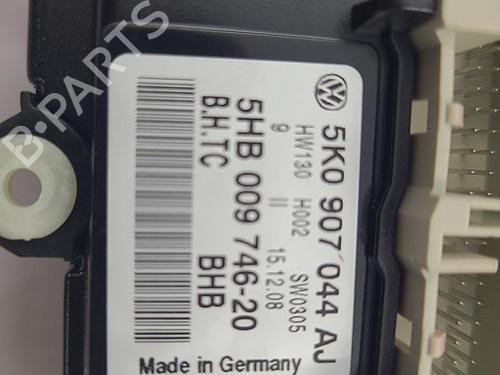 5K0 907 044 AJ
HW130 H002 SW0305
9 II 15.12.08
5HB 009 746-20
B.H.TC BHB
Made in Germany
B-PARTS